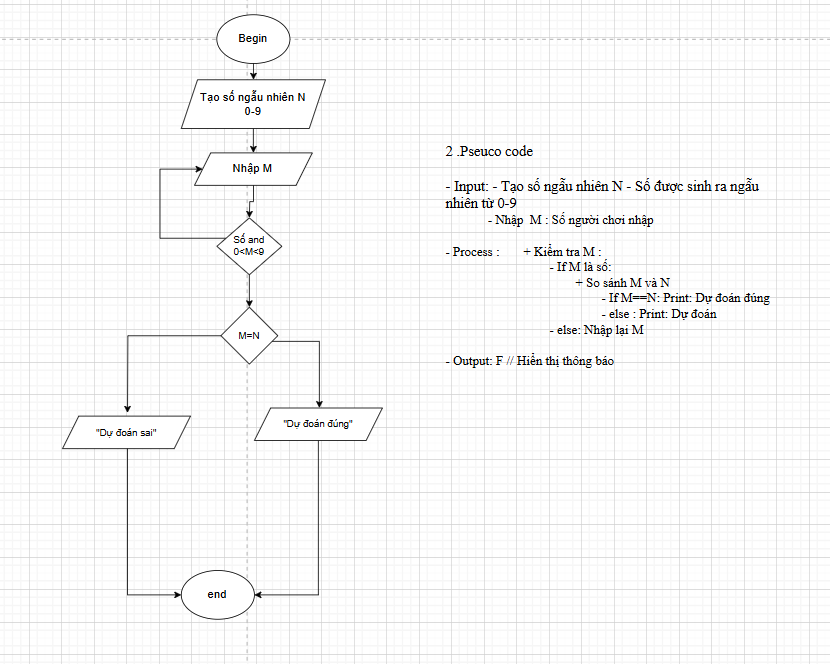 Begin
Tạo số ngẫu nhiên N
0-9
Nhập M
Số and
0<M<9
M=N
"Dự đoán sai"
"Dự đoán đúng"
end
2 .Pseuco code
- Input: - Tạo số ngẫu nhiên N - Số được sinh ra ngẫu
nhiên từ 0-9
- Nhập M : Số người chơi nhập
- Process : + Kiểm tra M :
- If M là số:
+ So sánh M và N
- If M==N: Print: Dự đoán đúng
- else : Print: Dự đoán
- else: Nhập lại M
- Output: F // Hiển thị thông báo